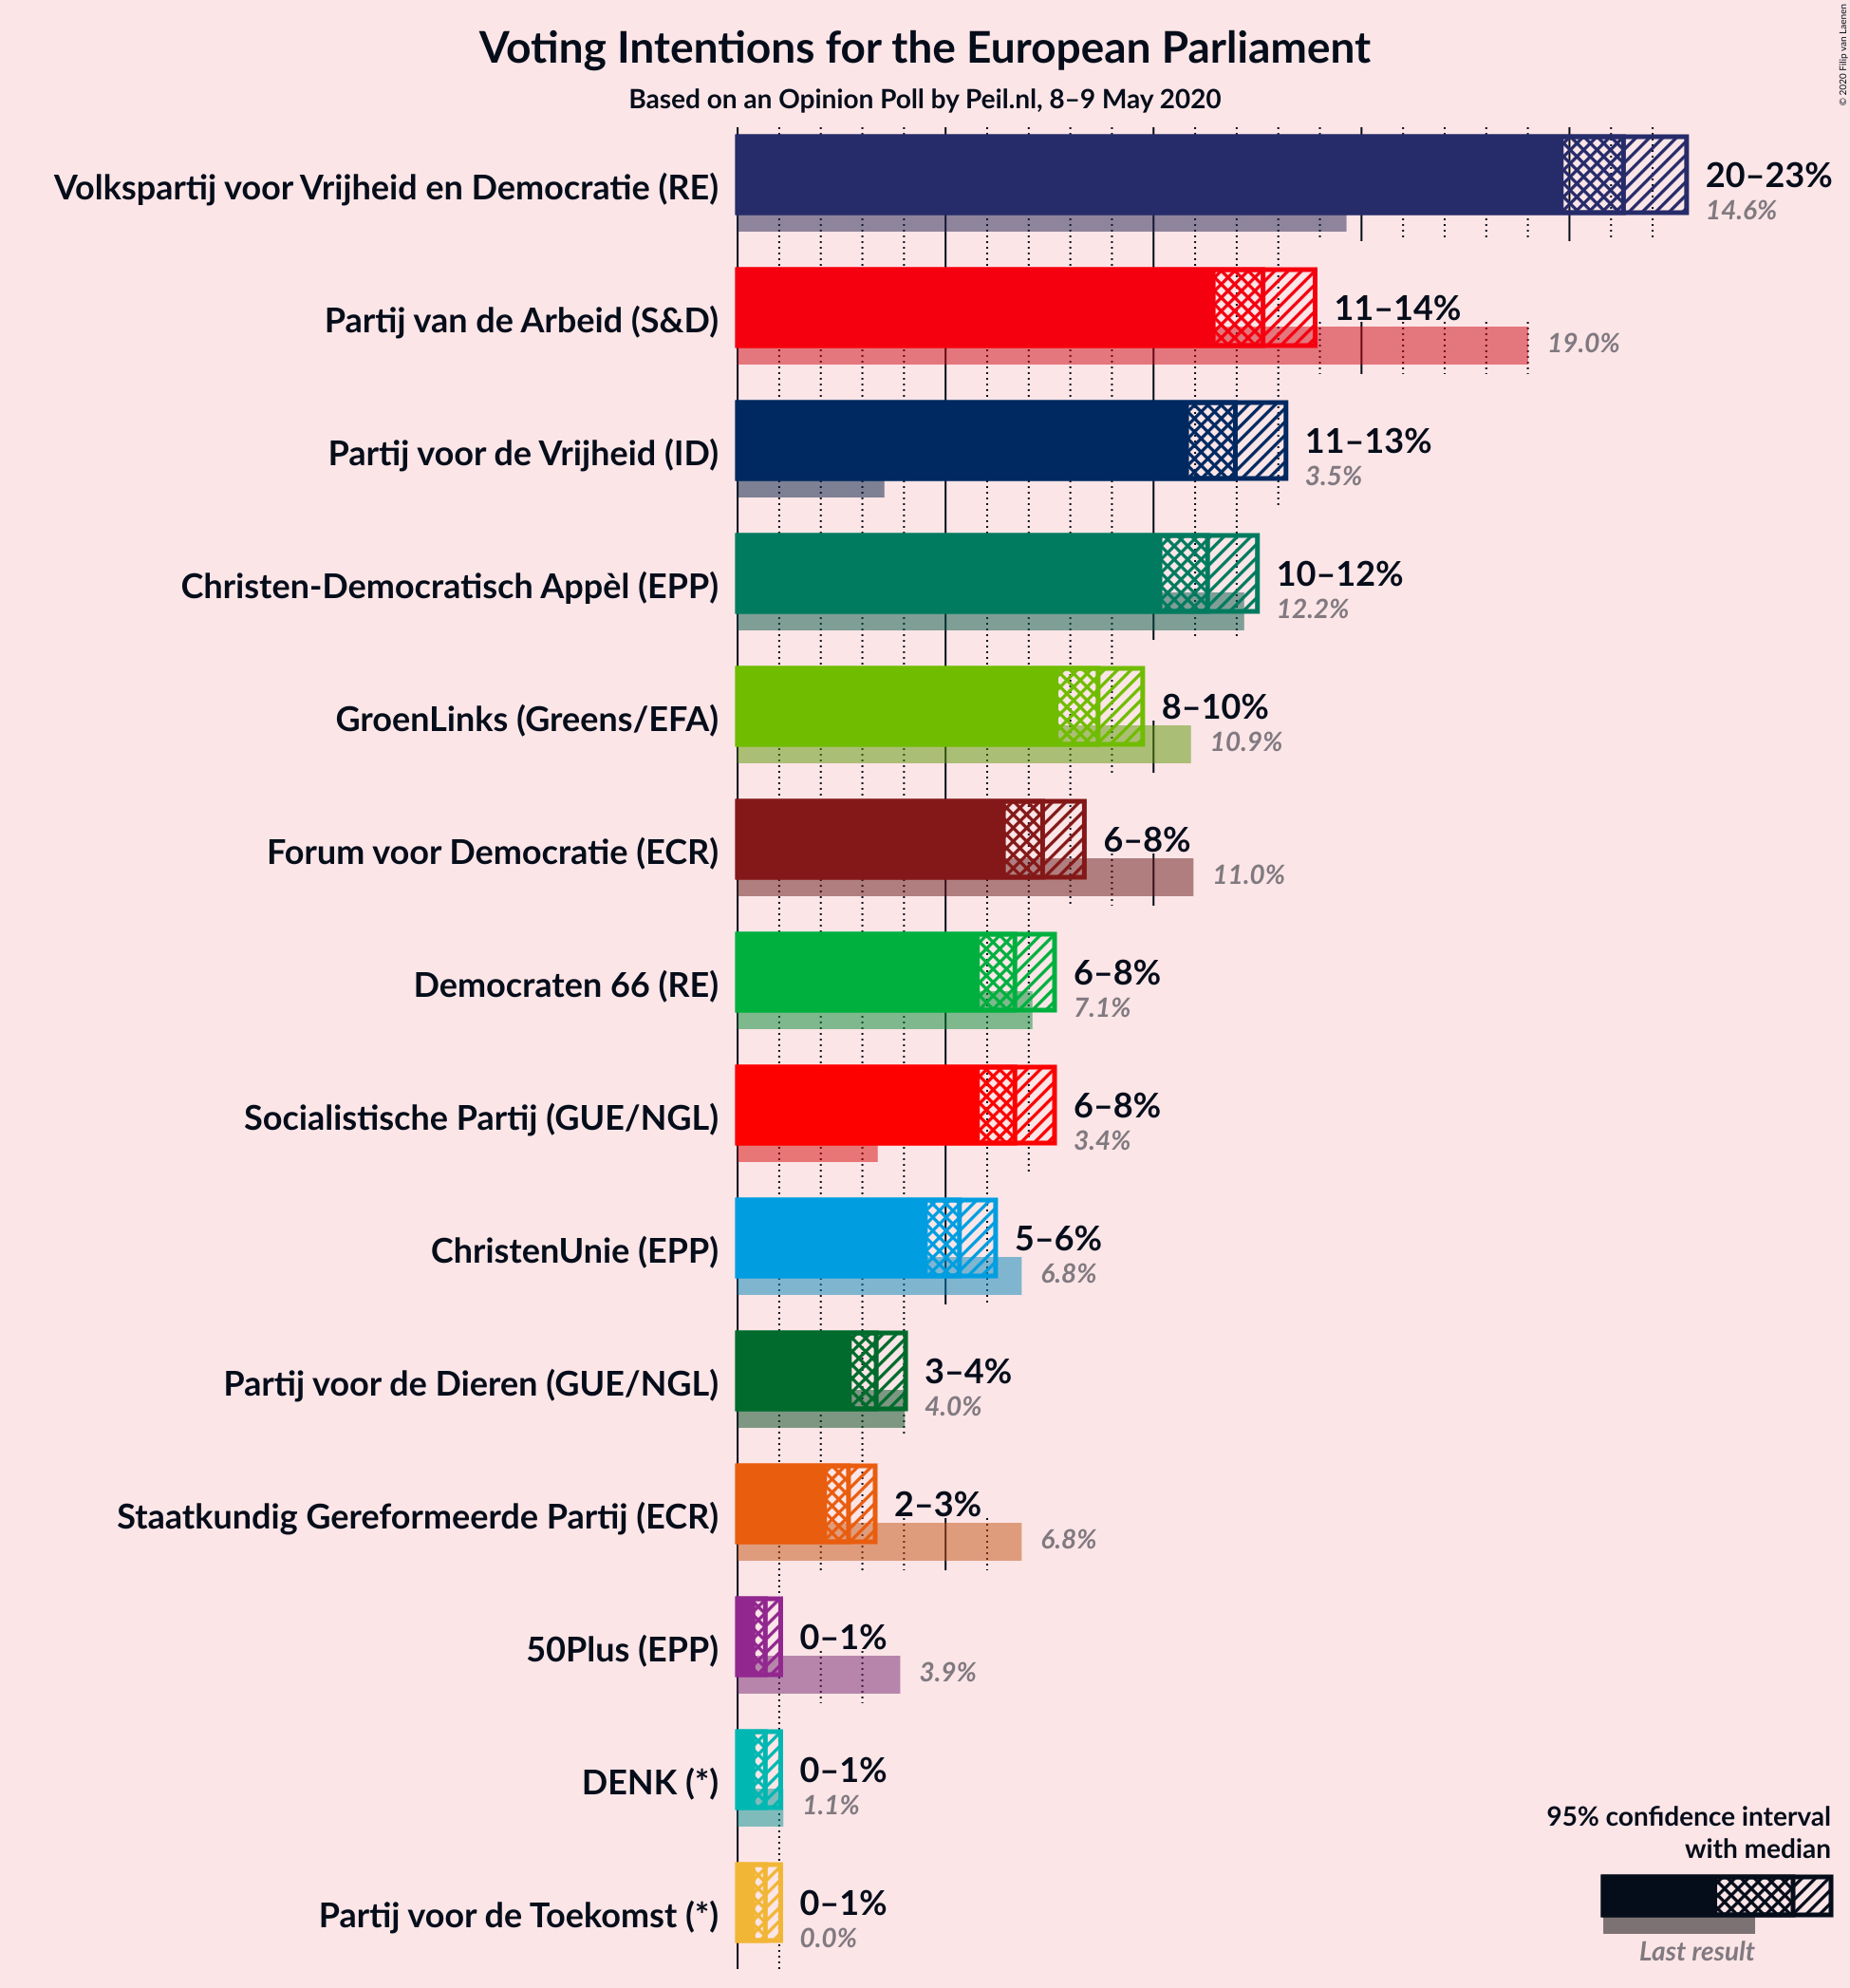 Voting Intentions for the European Parliament
Based on an Opinion Poll by Peil.nl, 8–9 May 2020
© 2020 Filip van Laenen
Volkspartij voor Vrijheid en Democratie (RE)
20–23%
14.6%
Partij van de Arbeid (S&D)
11–14%
19.0%
Partij voor de Vrijheid (ID)
11–13%
3.5%
Christen-Democratisch Appèl (EPP)
10–12%
12.2%
GroenLinks (Greens/EFA)
8–10%
10.9%
Forum voor Democratie (ECR)
6–8%
11.0%
Democraten 66 (RE)
6–8%
7.1%
Socialistische Partij (GUE/NGL)
6–8%
3.4%
ChristenUnie (EPP)
5–6%
6.8%
Partij voor de Dieren (GUE/NGL)
3–4%
4.0%
Staatkundig Gereformeerde Partij (ECR)
2–3%
6.8%
50Plus (EPP)
0–1%
3.9%
DENK (*)
0–1%
1.1%
Partij voor de Toekomst (*)
0–1%
0.0%
95% confidence interval
with median
Last result